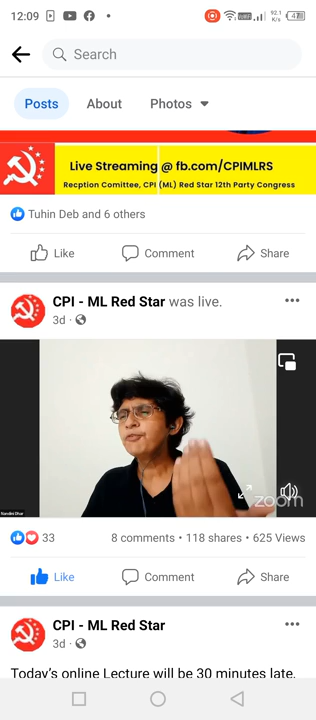 12:09
92.1
K/s
47
Search
Posts
About
Photos
Live Streaming @ fb.com/CPIMLRS
Recption Comittee, CPI (ML) Red Star 12th Party Congress
Tuhin Deb and 6 others
Like
Comment
Share
CPI - ML Red Star was live.
3d
Nandini Dhar
zoom
33
8 comments • 118 shares • 625 Views
Like
Comment
Share
CPI - ML Red Star
3d
Today's online Lecture will be 30 minutes late.